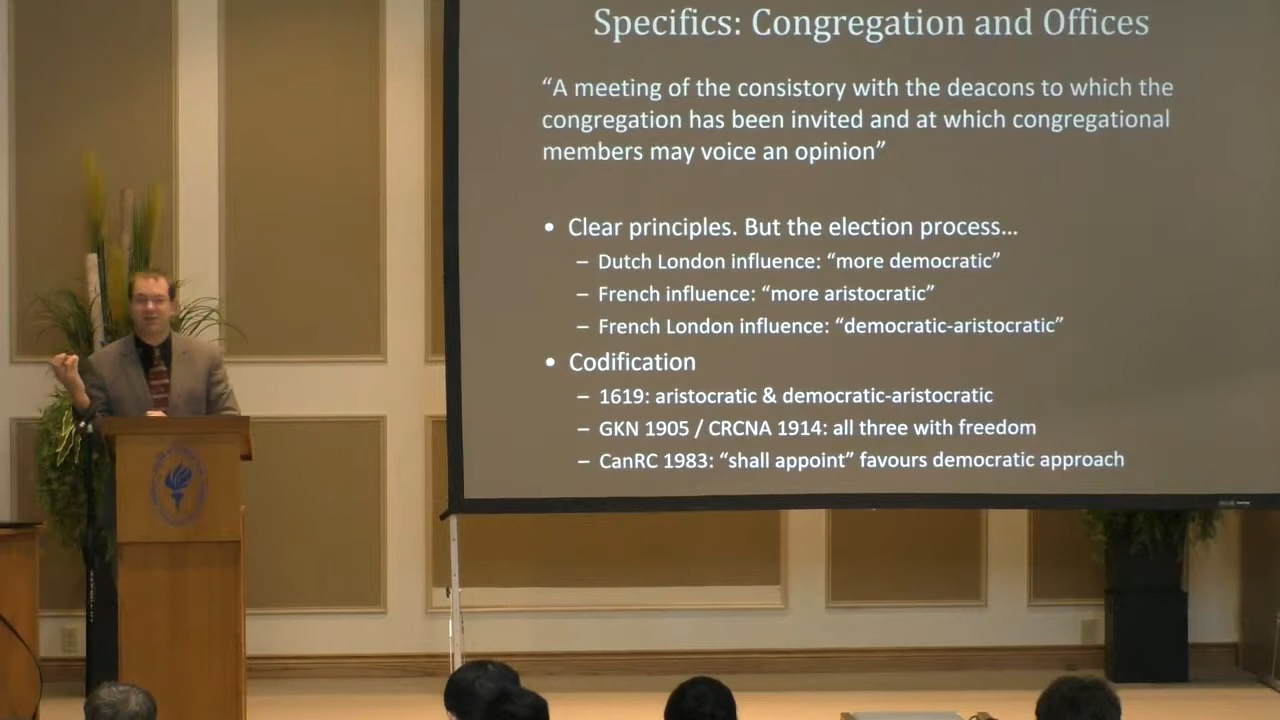 Specifics: Congregation and Offices
“A meeting of the consistory with the deacons to which the
congregation has been invited and at which congregational
members may voice an opinion”
• Clear principles. But the election process…
– Dutch London influence: “more democratic”
– French influence: “more aristocratic”
– French London influence: “democratic-aristocratic”
• Codification
– 1619: aristocratic & democratic-aristocratic
– GKN 1905 / CRCNA 1914: all three with freedom
– CanRC 1983: “shall appoint” favours democratic approach